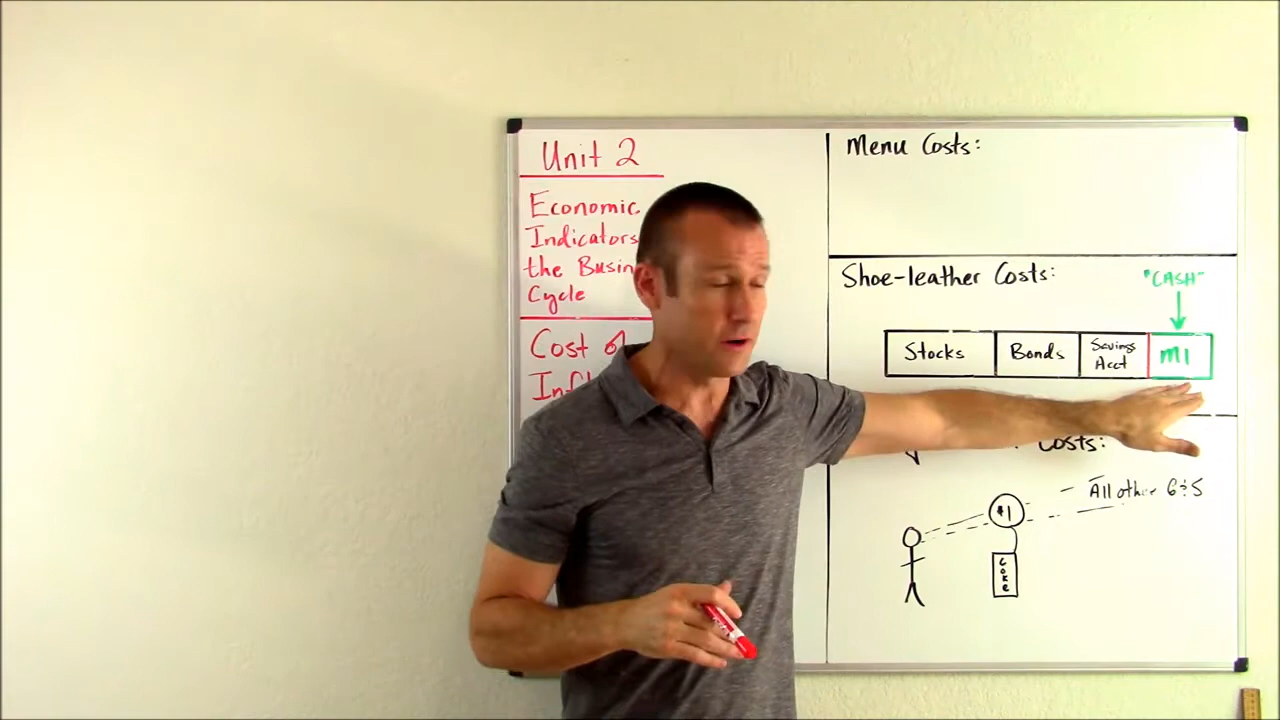 Unit 2
Economic
Indicators
the Busin
Cycle
Cost
Infl
Menu Costs:
Shoe-leather Costs:
"CASH"
Stocks
Bonds
Savings
Acct
M1
Costs:
All other G & S
$1
COKE